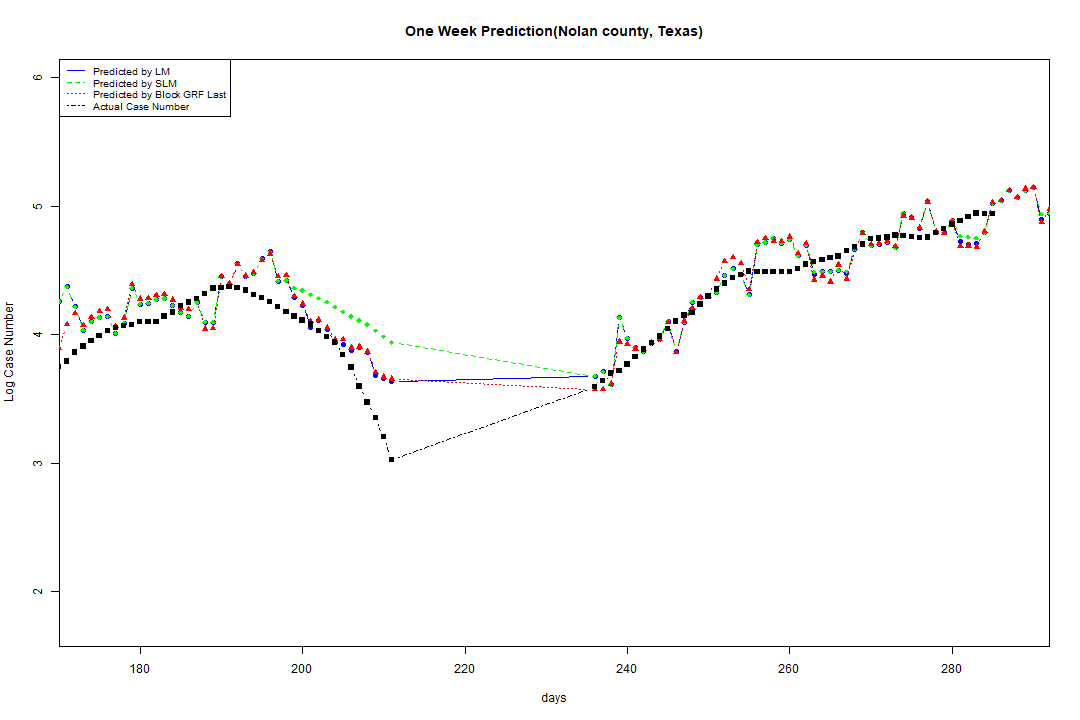 One Week Prediction(Nolan county, Texas)
Predicted by LM
Predicted by SLM
Predicted by Block GRF Last
Actual Case Number
6
5
4
3
2
Log Case Number
180 200 220 240 260 280
days